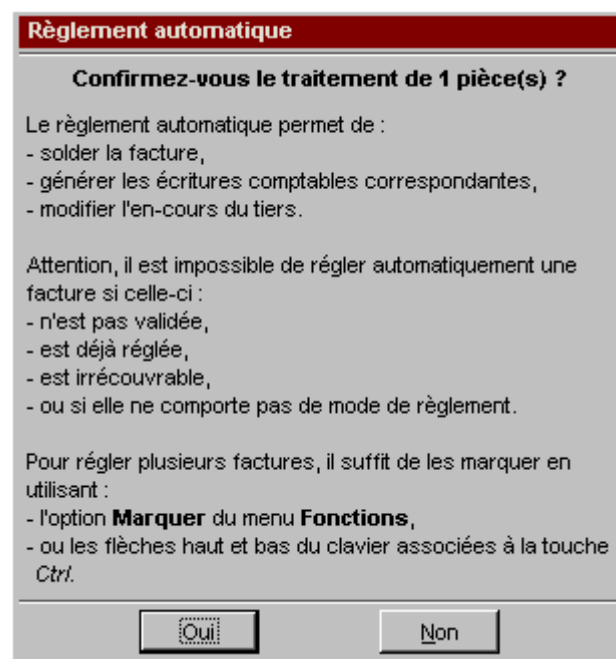 Règlement automatique
Confirmez-vous le traitement de 1 pièce(s) ?
Le règlement automatique permet de :
- solder la facture,
- générer les écritures comptables correspondantes,
- modifier l'en-cours du tiers.
Attention, il est impossible de régler automatiquement une
facture si celle-ci :
- n'est pas validée,
- est déjà réglée,
- est irrécouvrable,
- ou si elle ne comporte pas de mode de règlement.
Pour régler plusieurs factures, il suffit de les marquer en
utilisant :
- l'option Marquer du menu Fonctions,
- ou les flèches haut et bas du clavier associées à la touche
Ctrl.
Oui
Non